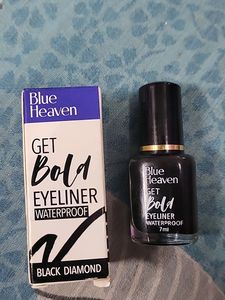 Blue
Heaven
GET
Bold
EYELINER
WATERPROOF
BLACK DIAMOND
Blue
Heaven
GET
Bold
EYELINER
WATERPROOF
7ml